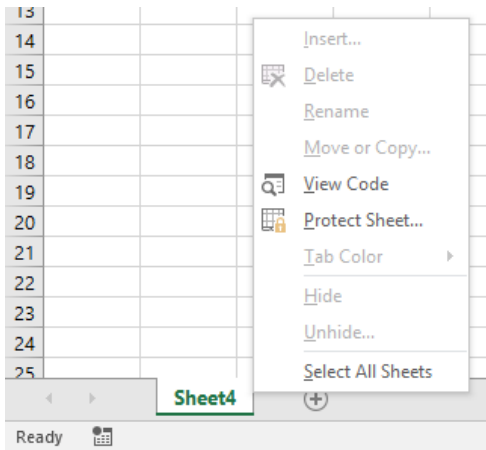 13
14
15
16
17
18
19
20
21
22
23
24
25
Insert...
Delete
Rename
Move or Copy...
View Code
Protect Sheet...
Tab Color
Hide
Unhide...
Select All Sheets
Sheet4
Ready